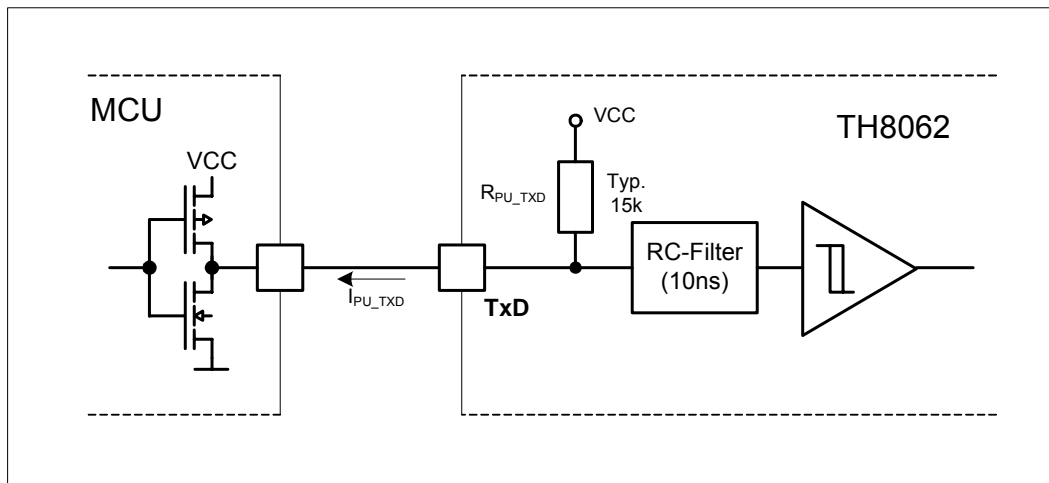 MCU
VCC
VCC
TH8062
R_PU_TXD
Typ.
15k
RC-Filter
(10ns)
I_PU_TXD
TxD